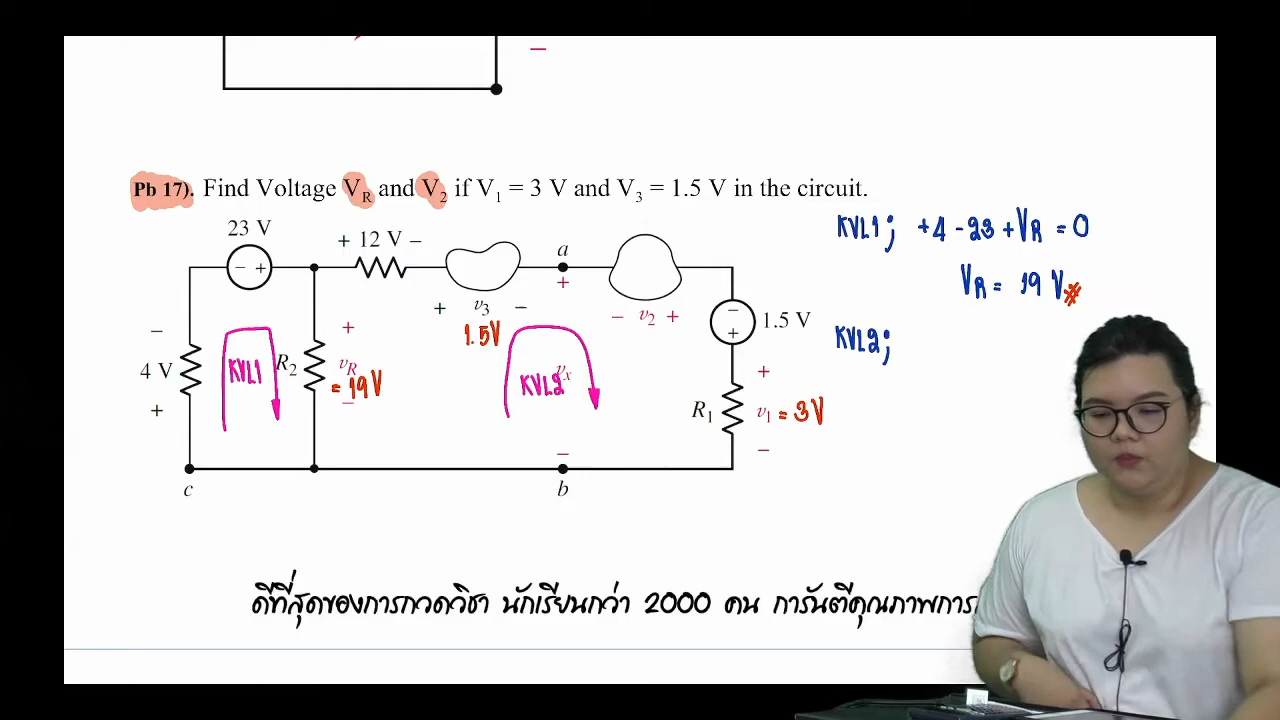 Pb 17). Find Voltage V_R and V_2 if V_1 = 3 V and V_3 = 1.5 V in the circuit.
KVL1; +4 - 23 + V_R = 0
V_R = 19 V
KVL2;
23 V
− +
+ 12 V −
a
+
+ v_3 −
1.5V
− v_2 +
−
+
1.5 V
−
4 V
+
KVL1
R_2
+
v_R
= 19 V
−
KVL2
v_x
R_1
+
v_1 = 3 V
−
−
c
b
ดีที่สุดของการกวดวิชา นักเรียนกว่า 2000 คน การันตีคุณภาพการ